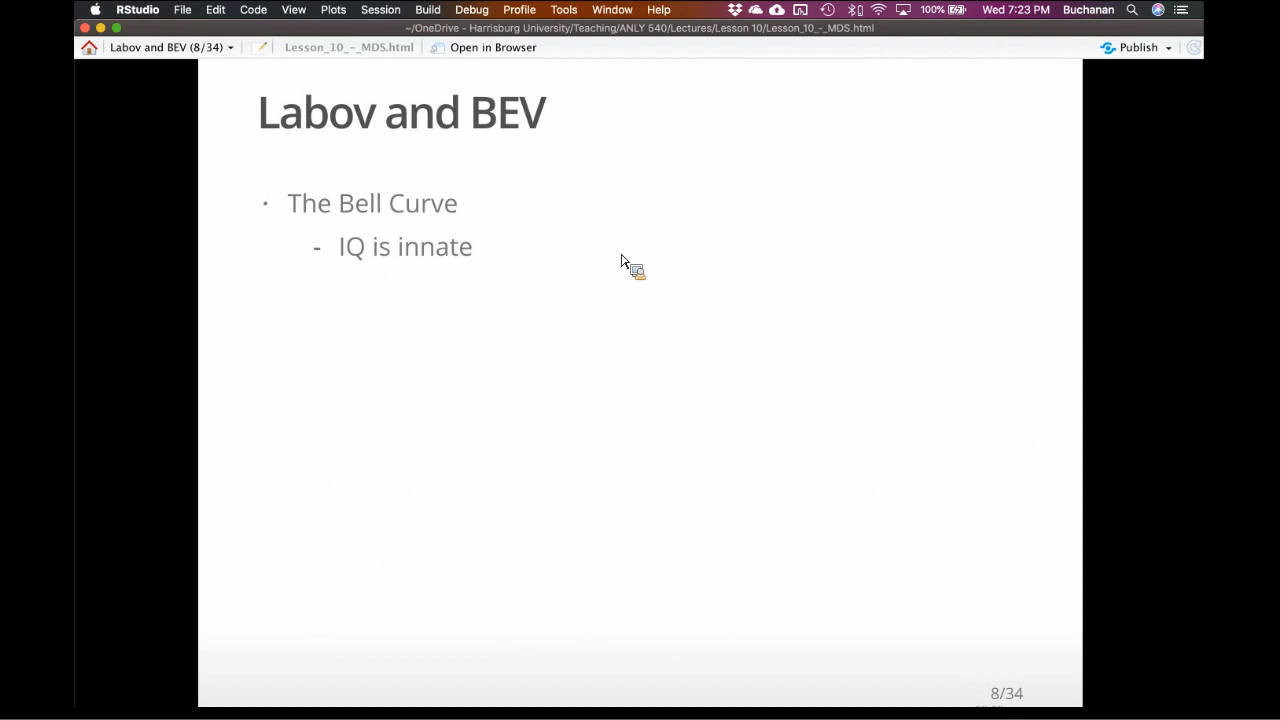 RStudio File Edit Code View Plots Session Build Debug Profile Tools Window Help 100% Wed 7:23 PM Buchanan
~/OneDrive - Harrisburg University/Teaching/ANLY 540/Lectures/Lesson 10/Lesson_10_-_MDS.html
Labov and BEV (8/34) Lesson_10_-_MDS.html Open in Browser Publish
Labov and BEV
· The Bell Curve
- IQ is innate
8/34